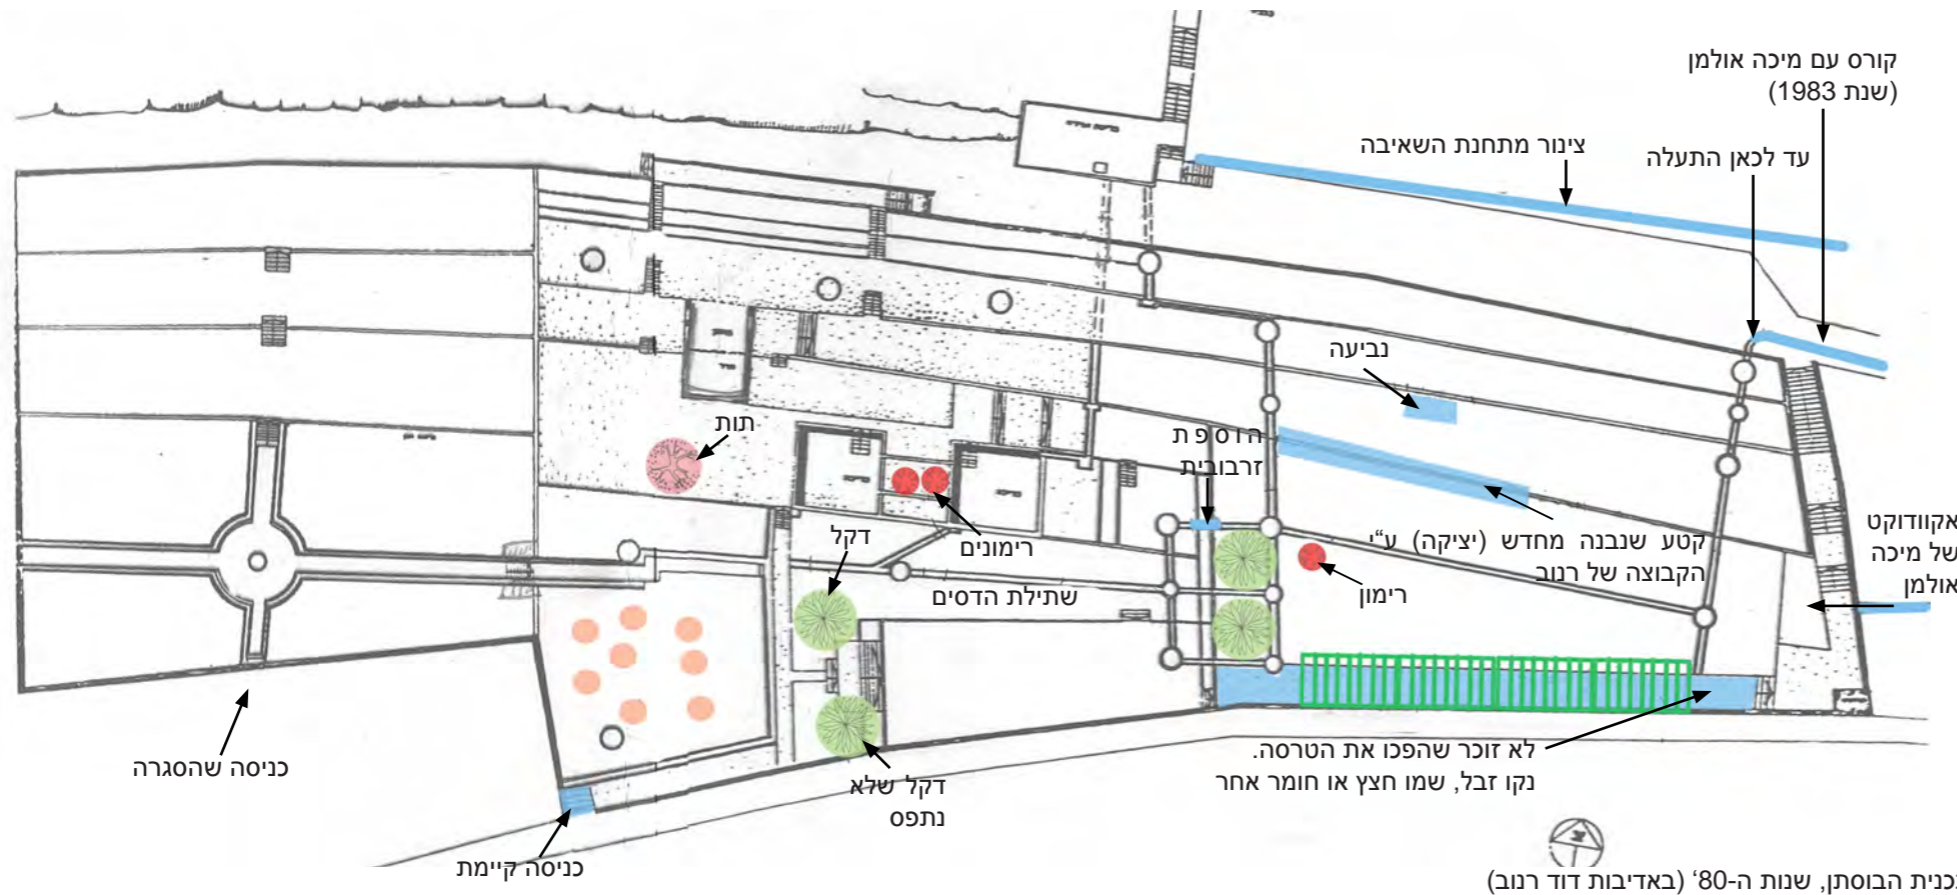 קורס עם מיכה אולמן
(שנת 1983)
צינור מתחנת השאיבה
עד לכאן התעלה
נביעה
תות
הוספת
זרבובית
אקוודוקט
של מיכה
אולמן
קטע שנבנה מחדש (יציקה) ע"י
הקבוצה של רנוב
רימונים
דקל
רימון
שתילת הדסים
לא זוכר שהפכו את הטרסה.
נקו זבל, שמו חצץ או חומר אחר
כניסה שהסגרה
דקל שלא
נתפס
כניסה קיימת
כנית הבוסתן, שנות ה-80' (באדיבות דוד רנוב)